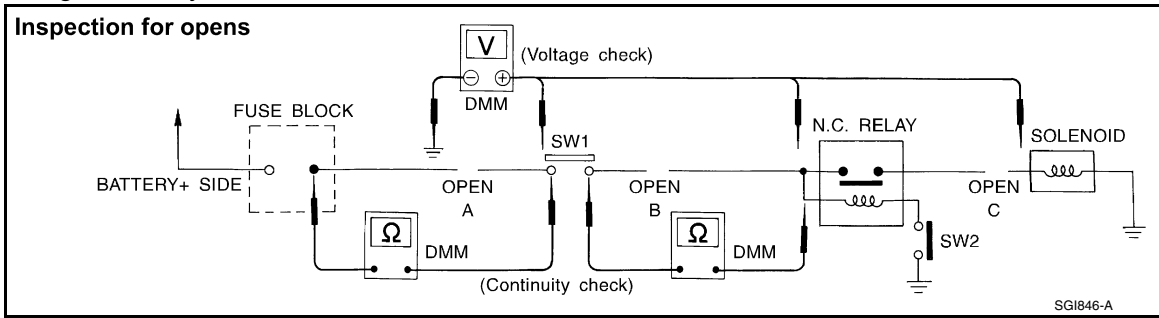 Inspection for opens
V
(Voltage check)
DMM
FUSE BLOCK
SW1
N.C. RELAY
SOLENOID
BATTERY+ SIDE
OPEN
A
OPEN
B
OPEN
C
Ω
DMM
Ω
DMM
SW2
(Continuity check)
SGI846-A